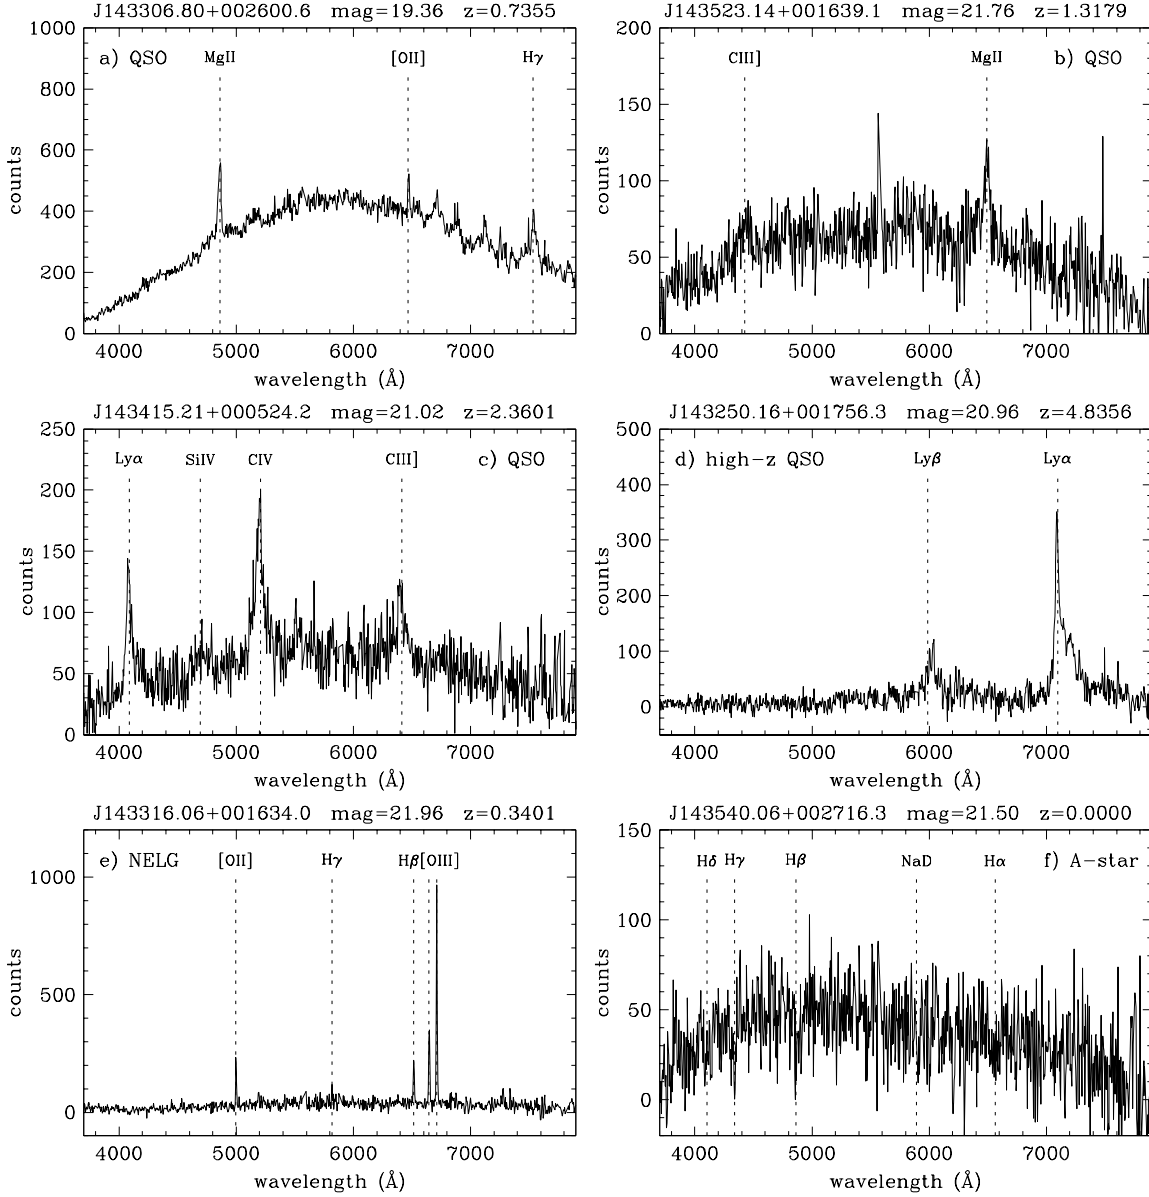 J143306.80+002600.6 mag=19.36 z=0.7355
1000
a) QSO MgII [OII] Hγ
800
600
400
200
0
counts
4000 5000 6000 7000
wavelength (Å)
J143523.14+001639.1 mag=21.76 z=1.3179
200
CIII] MgII b) QSO
150
100
50
0
counts
4000 5000 6000 7000
wavelength (Å)
J143415.21+000524.2 mag=21.02 z=2.3601
250
Lyα SiIV CIV CIII] c) QSO
200
150
100
50
0
counts
4000 5000 6000 7000
wavelength (Å)
J143250.16+001756.3 mag=20.96 z=4.8356
500
d) high-z QSO Lyβ Lyα
400
300
200
100
0
counts
4000 5000 6000 7000
wavelength (Å)
J143316.06+001634.0 mag=21.96 z=0.3401
e) NELG [OII] Hγ Hβ [OIII]
1000
500
0
counts
4000 5000 6000 7000
wavelength (Å)
J143540.06+002716.3 mag=21.50 z=0.0000
150
Hδ Hγ Hβ NaD Hα f) A-star
100
50
0
counts
4000 5000 6000 7000
wavelength (Å)